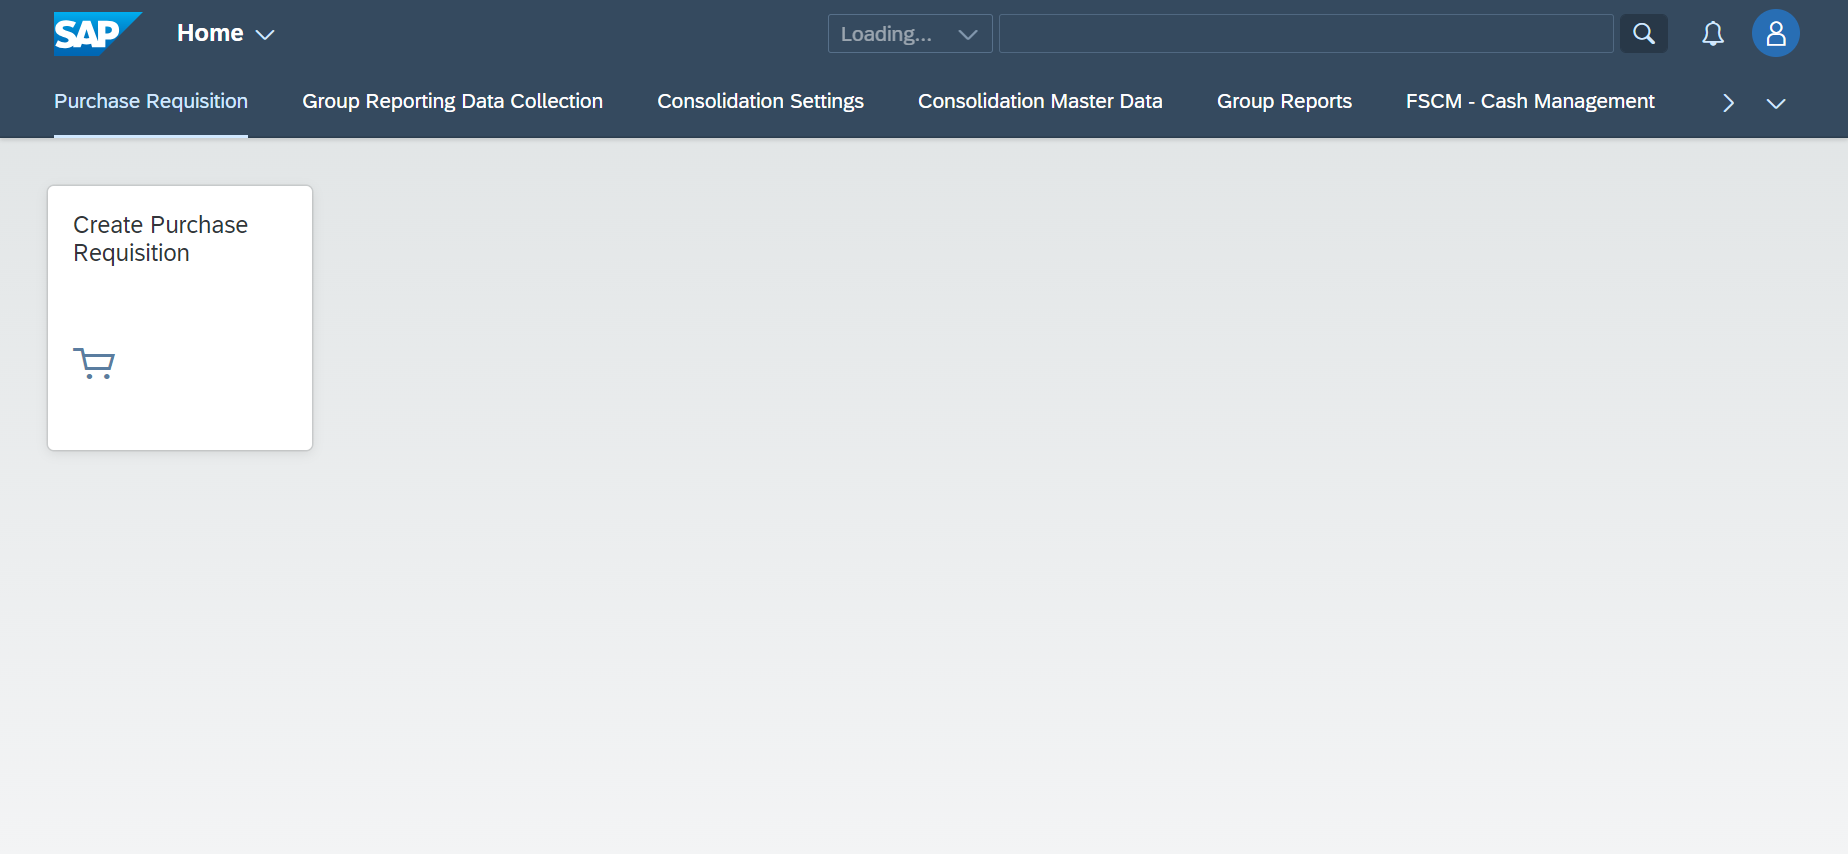 SAP
Home
Loading...
Purchase Requisition
Group Reporting Data Collection
Consolidation Settings
Consolidation Master Data
Group Reports
FSCM - Cash Management
Create Purchase
Requisition